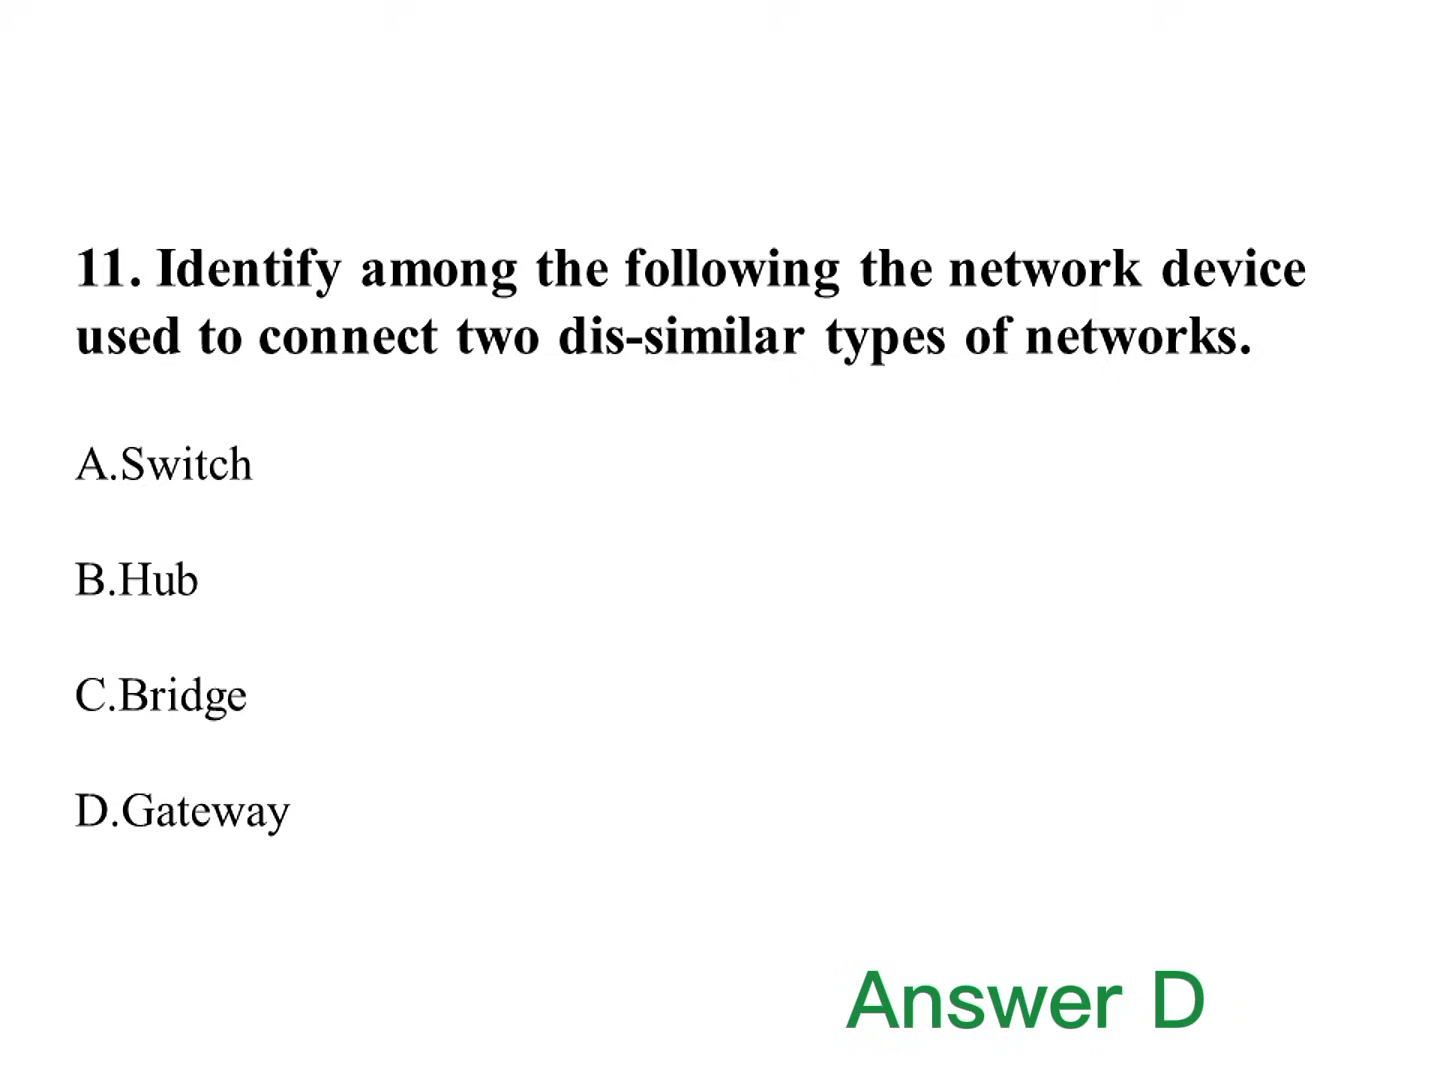 11. Identify among the following the network device
used to connect two dis-similar types of networks.
A.Switch
B.Hub
C.Bridge
D.Gateway
Answer D